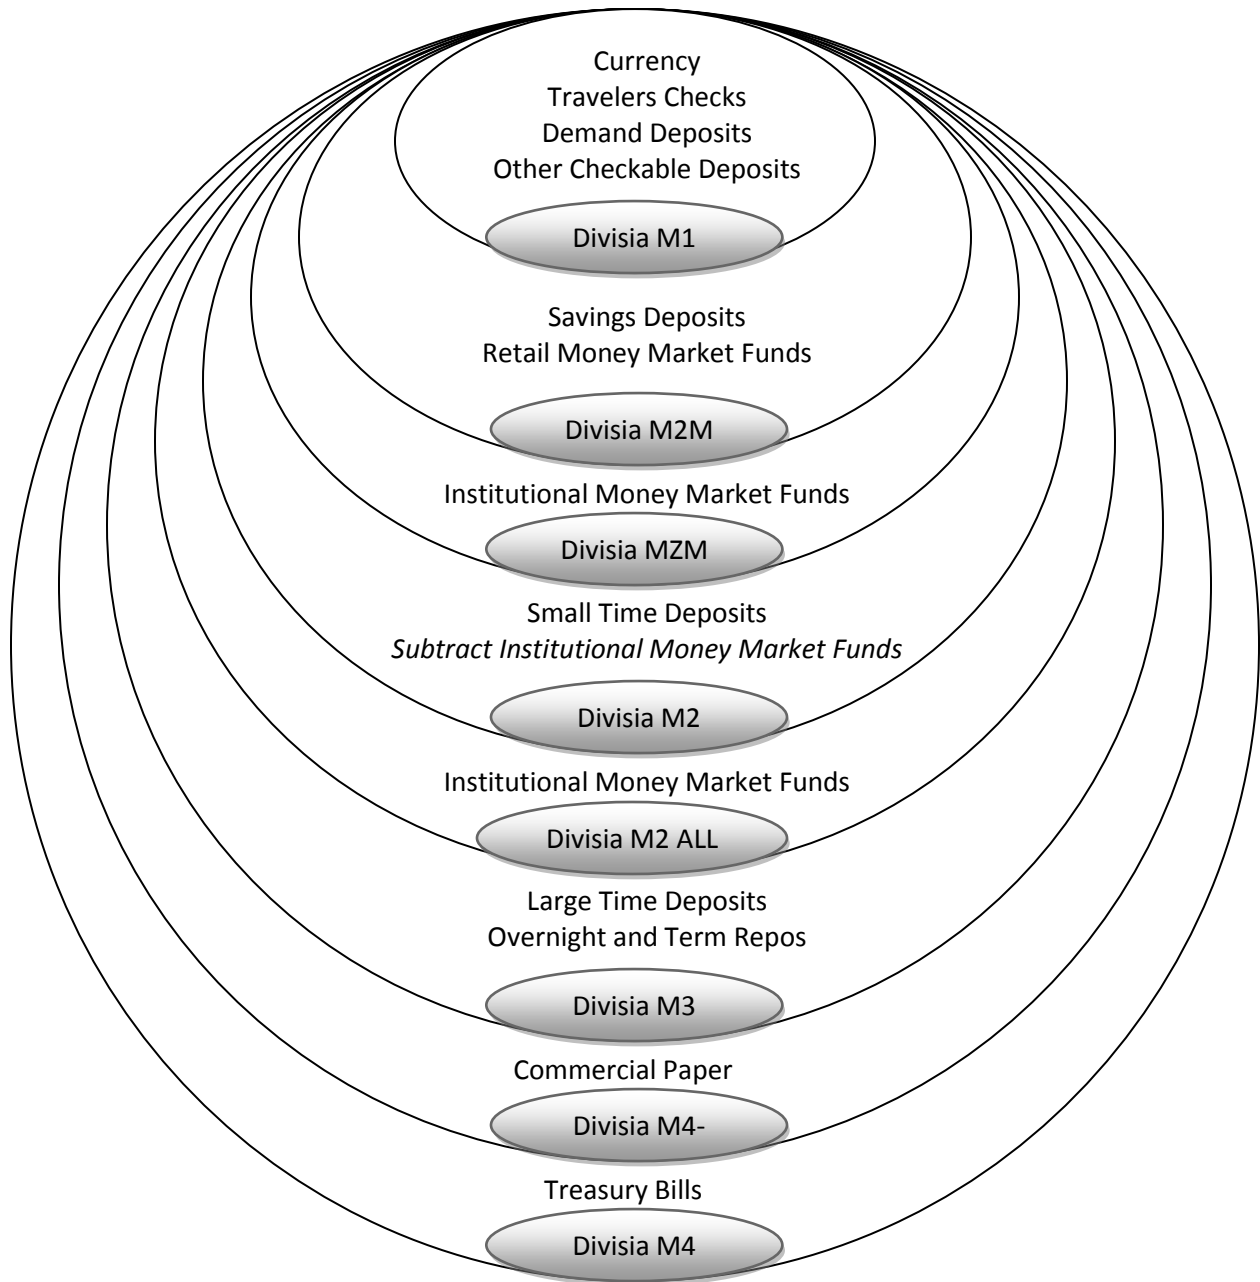 Currency
Travelers Checks
Demand Deposits
Other Checkable Deposits
Divisia M1
Savings Deposits
Retail Money Market Funds
Divisia M2M
Institutional Money Market Funds
Divisia MZM
Small Time Deposits
Subtract Institutional Money Market Funds
Divisia M2
Institutional Money Market Funds
Divisia M2 ALL
Large Time Deposits
Overnight and Term Repos
Divisia M3
Commercial Paper
Divisia M4-
Treasury Bills
Divisia M4